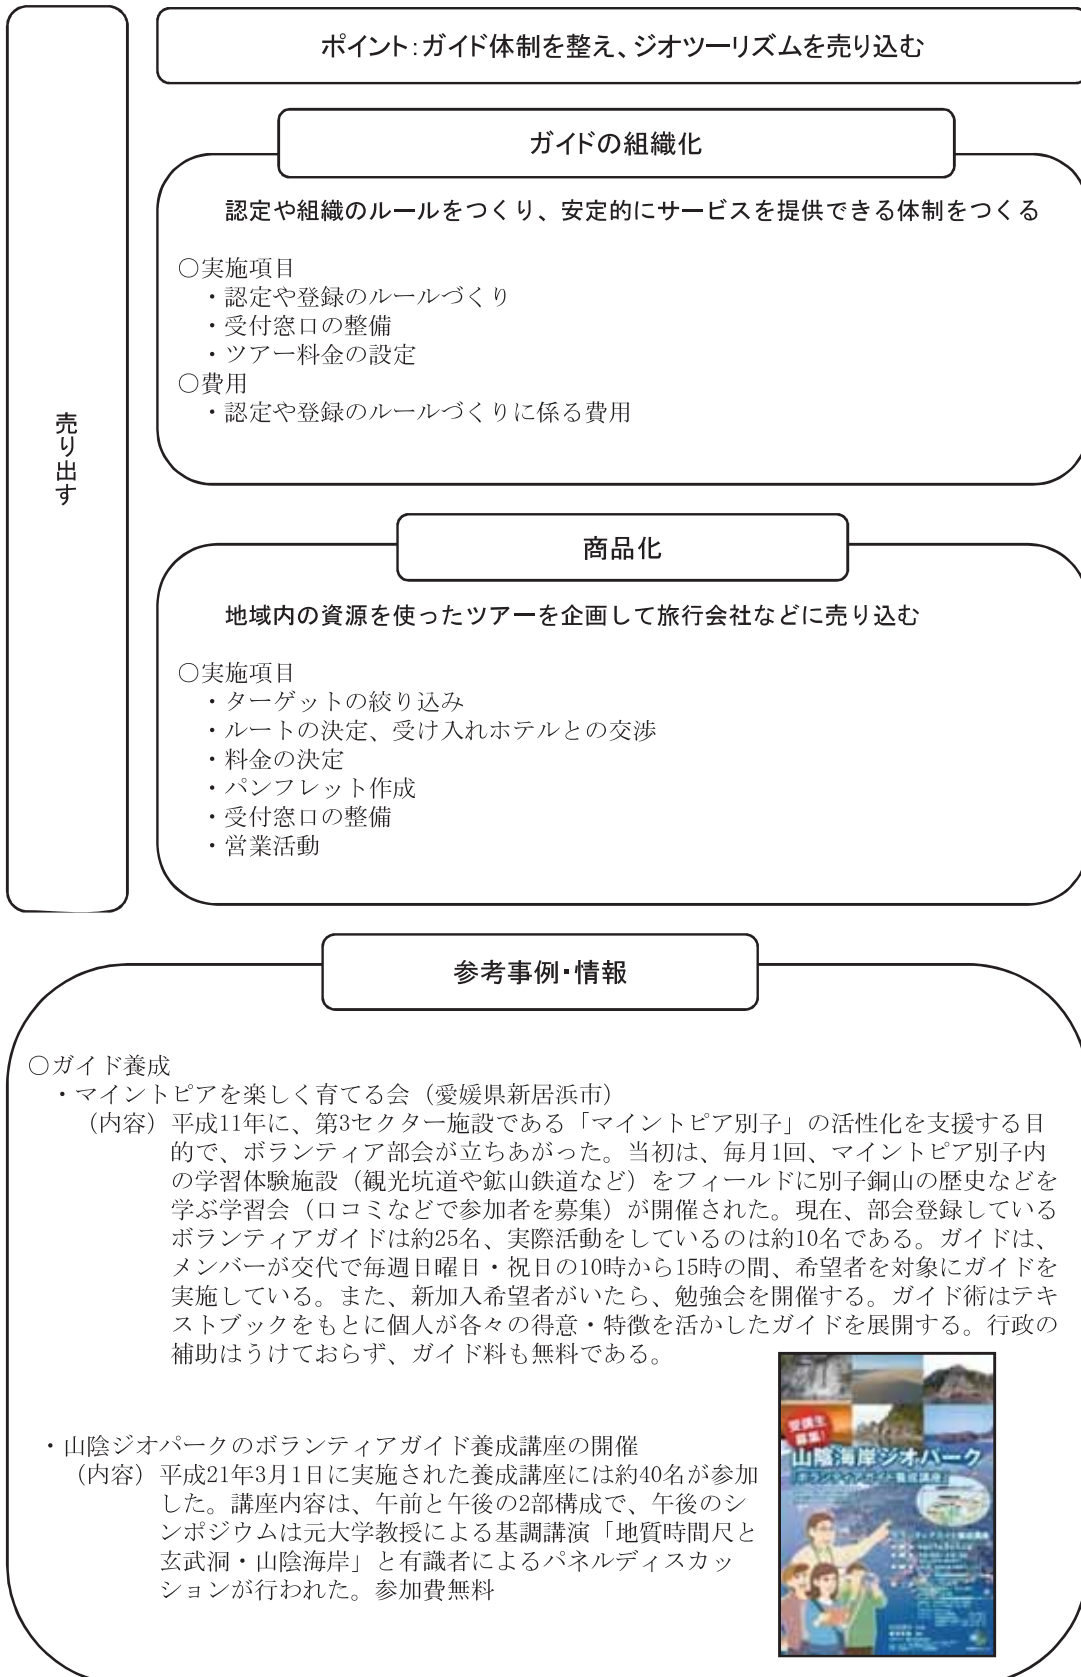 売り出す
ポイント：ガイド体制を整え、ジオツーリズムを売り込む
ガイドの組織化
認定や組織のルールをつくり、安定的にサービスを提供できる体制をつくる
○実施項目
・認定や登録のルールづくり
・受付窓口の整備
・ツアー料金の設定
○費用
・認定や登録のルールづくりに係る費用
商品化
地域内の資源を使ったツアーを企画して旅行会社などに売り込む
○実施項目
・ターゲットの絞り込み
・ルートの決定、受け入れホテルとの交渉
・料金の決定
・パンフレット作成
・受付窓口の整備
・営業活動
参考事例・情報
○ガイド養成
・マイントピアを楽しく育てる会（愛媛県新居浜市）
（内容）平成11年に、第3セクター施設である「マイントピア別子」の活性化を支援する目
的で、ボランティア部会が立ちあがった。当初は、毎月1回、マイントピア別子内
の学習体験施設（観光坑道や鉱山鉄道など）をフィールドに別子銅山の歴史などを
学ぶ学習会（口コミなどで参加者を募集）が開催された。現在、部会登録している
ボランティアガイドは約25名、実際活動をしているのは約10名である。ガイドは、
メンバーが交代で毎週日曜日・祝日の10時から15時の間、希望者を対象にガイドを
実施している。また、新加入希望者がいたら、勉強会を開催する。ガイド術はテキ
ストブックをもとに個人が各々の得意・特徴を活かしたガイドを展開する。行政の
補助はうけておらず、ガイド料も無料である。
・山陰ジオパークのボランティアガイド養成講座の開催
（内容）平成21年3月1日に実施された養成講座には約40名が参加
した。講座内容は、午前と午後の2部構成で、午後のシ
ンポジウムは元大学教授による基調講演「地質時間尺と
玄武洞・山陰海岸」と有識者によるパネルディスカッ
ションが行われた。参加費無料
受講生
募集!
山陰海岸ジオパーク
ボランティアガイド養成講座